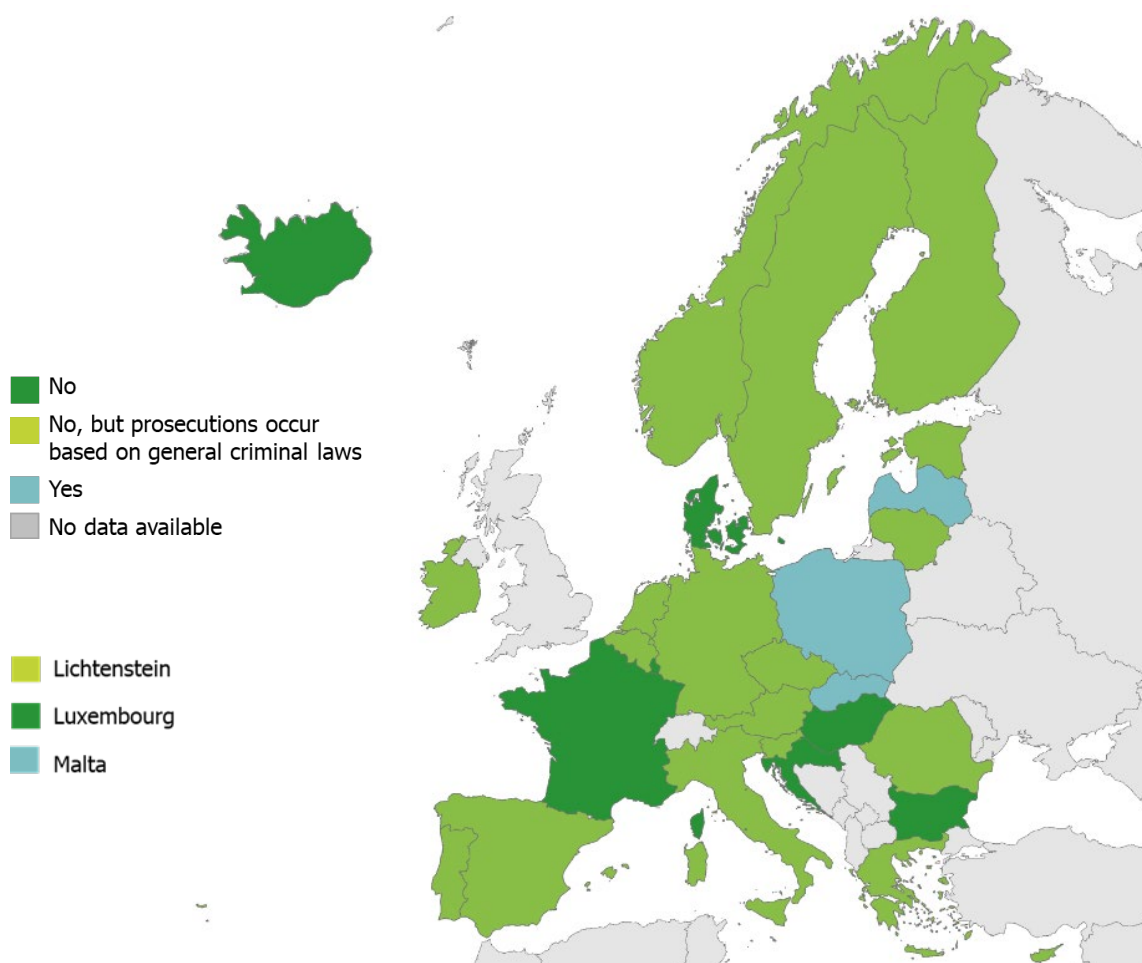 No
No, but prosecutions occur
based on general criminal laws
Yes
No data available
Lichtenstein
Luxembourg
Malta